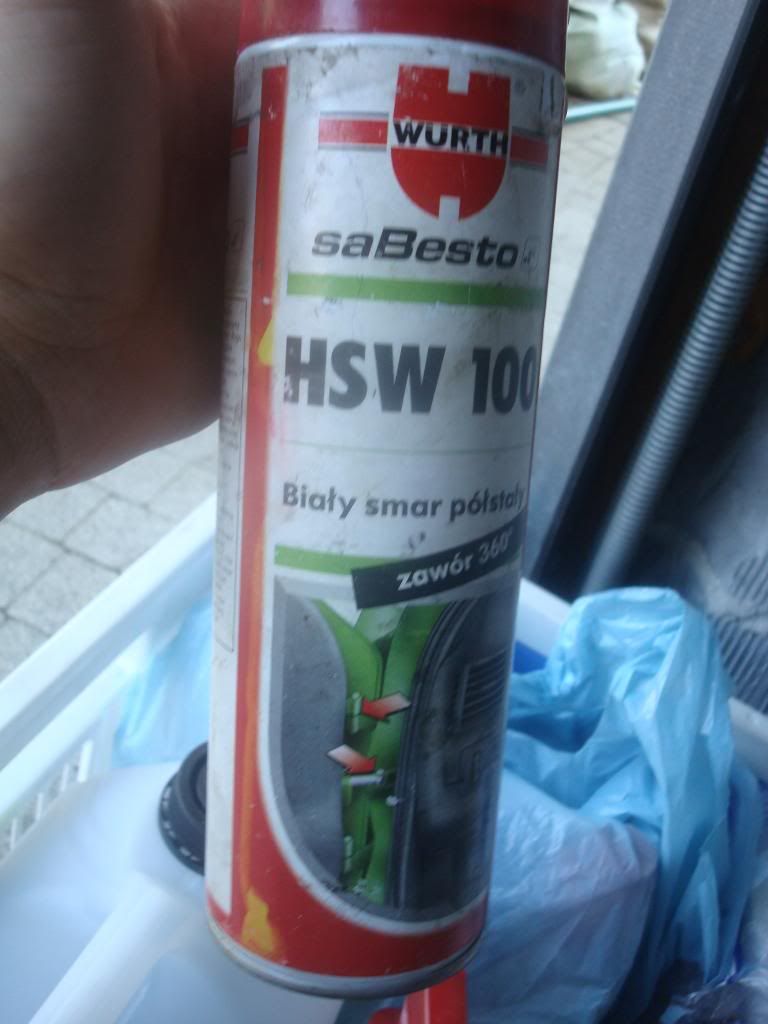 WURTH
saBesto
HSW 100
Biały smar półstały
zawór 360°